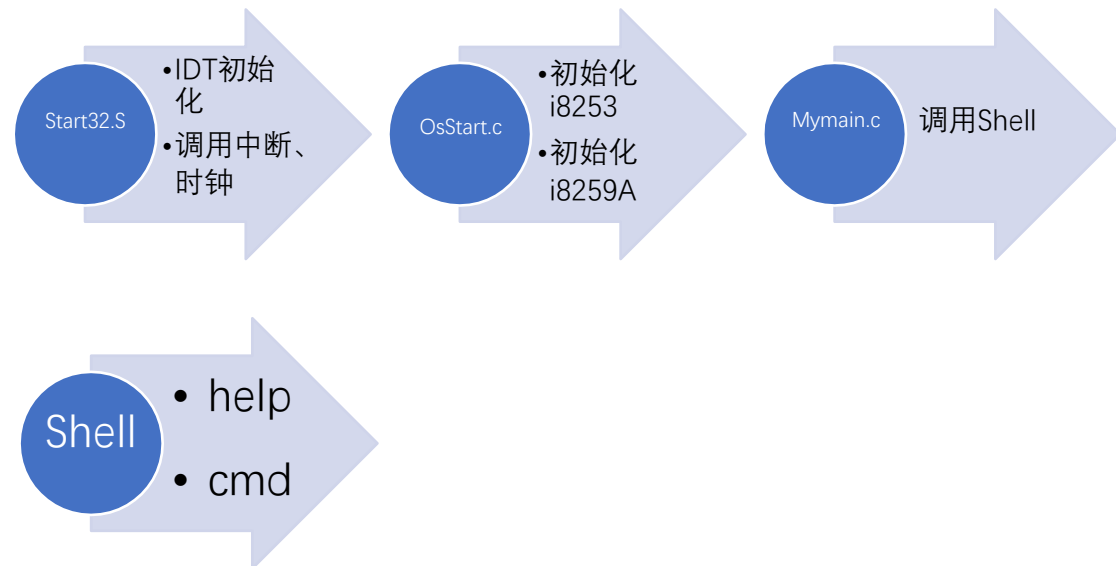 Start32.S
•IDT初始
化
•调用中断、
时钟
OsStart.c
•初始化
i8253
•初始化
i8259A
Mymain.c
调用Shell
Shell
• help
• cmd